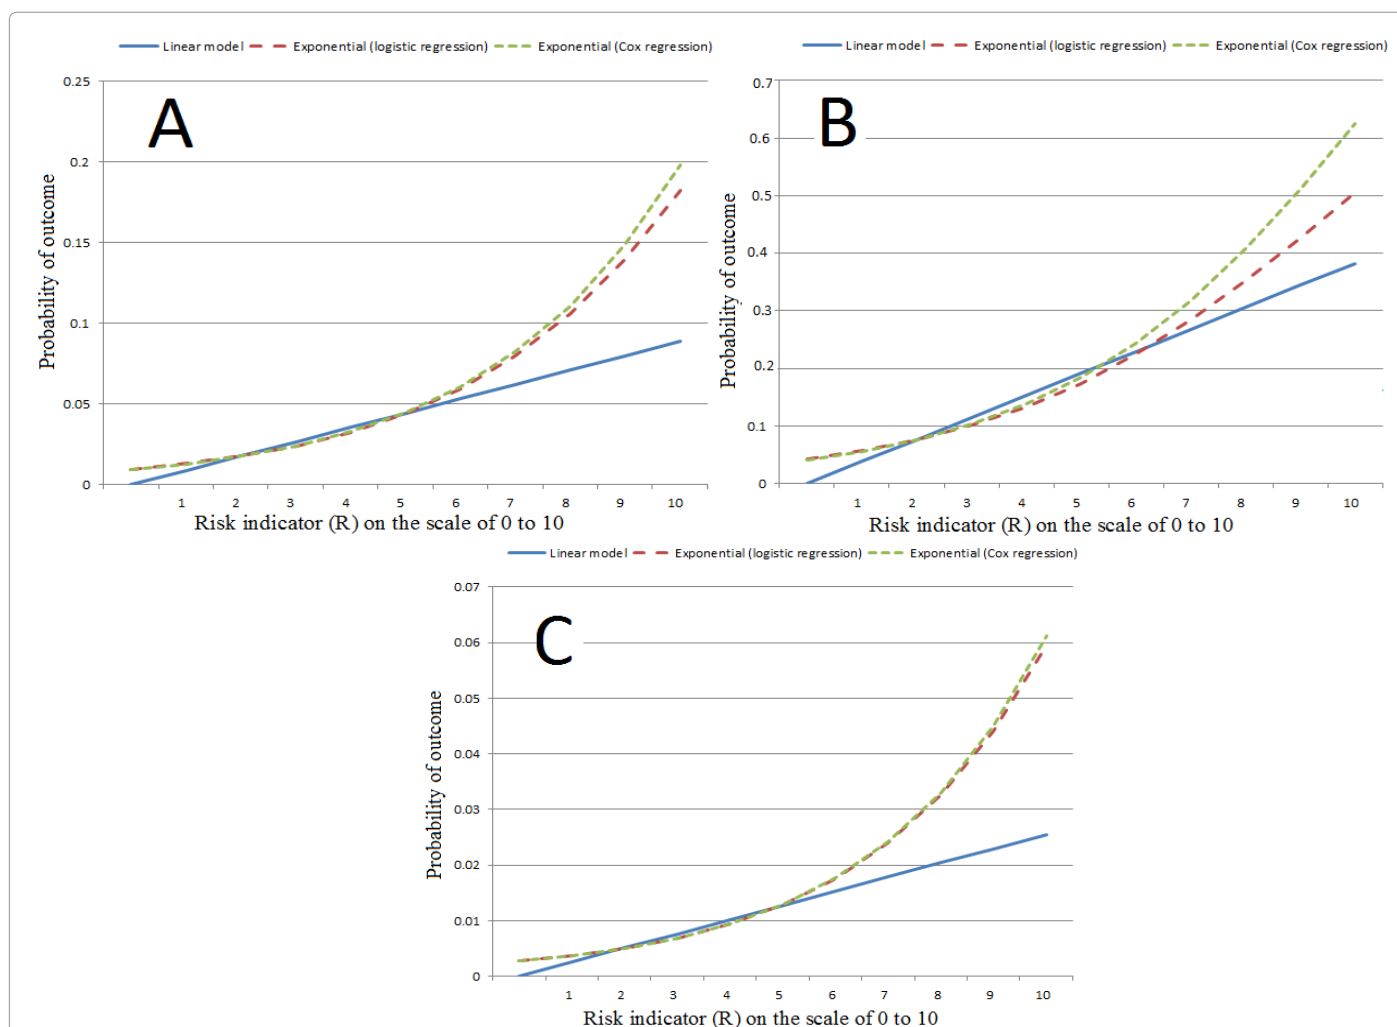 Linear model Exponential (logistic regression) Exponential (Cox regression)
A
Probability of outcome
0.25
0.2
0.15
0.1
0.05
0
1 2 3 4 5 6 7 8 9 10
Risk indicator (R) on the scale of 0 to 10
Linear model Exponential (logistic regression) Exponential (Cox regression)
B
Probability of outcome
0.7
0.6
0.5
0.4
0.3
0.2
0.1
0
1 2 3 4 5 6 7 8 9 10
Risk indicator (R) on the scale of 0 to 10
Linear model Exponential (logistic regression) Exponential (Cox regression)
C
Probability of outcome
0.07
0.06
0.05
0.04
0.03
0.02
0.01
0
1 2 3 4 5 6 7 8 9 10
Risk indicator (R) on the scale of 0 to 10